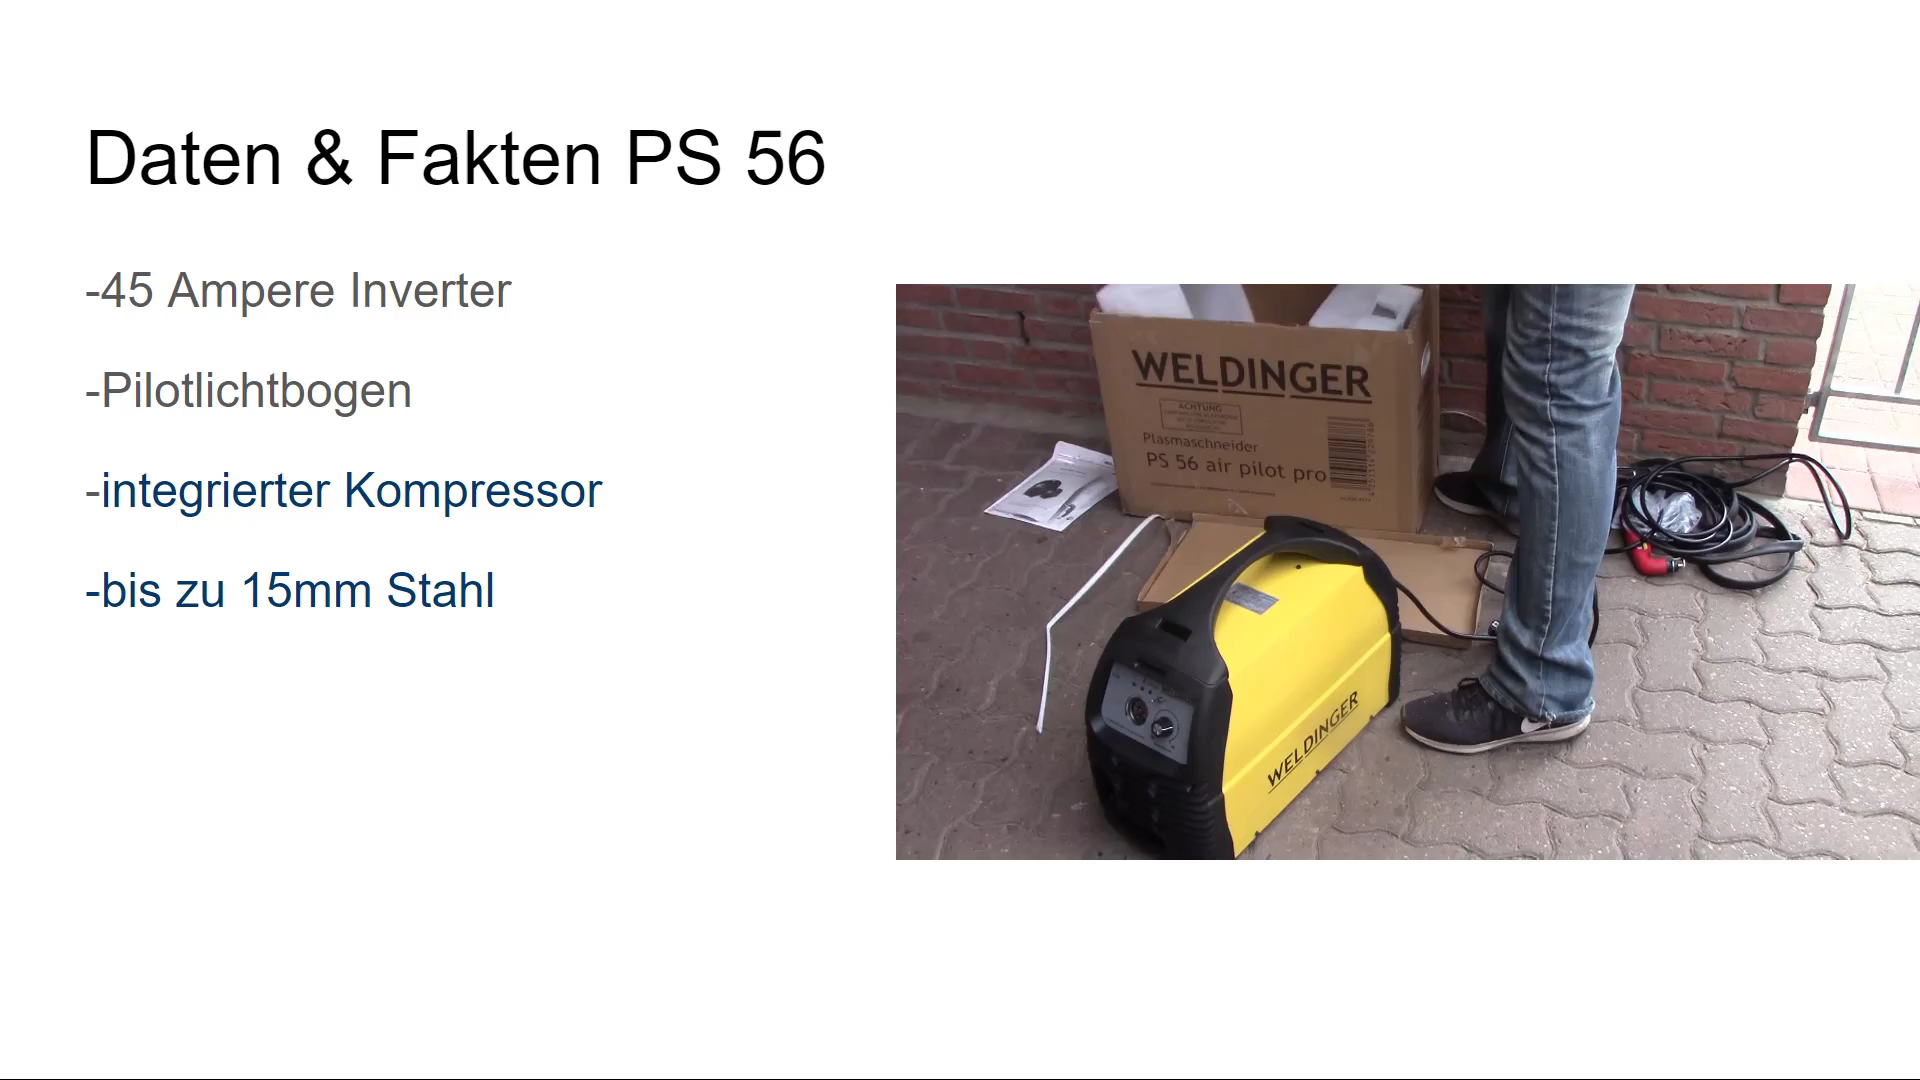 Daten & Fakten PS 56
-45 Ampere Inverter
-Pilotlichtbogen
-integrierter Kompressor
-bis zu 15mm Stahl
WELDINGER
ACHTUNG
Plasmaschneider
PS 56 air pilot pro
WELDINGER